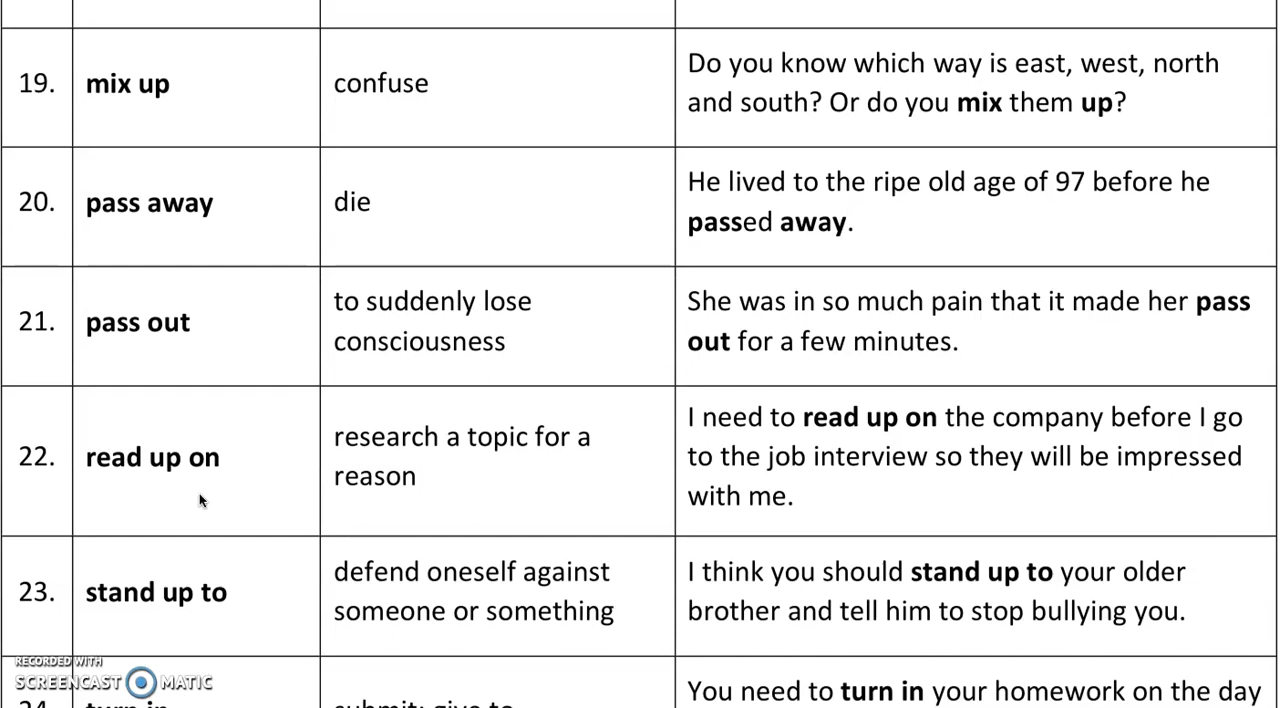 19.
mix up
confuse
Do you know which way is east, west, north
and south? Or do you mix them up?
20.
pass away
die
He lived to the ripe old age of 97 before he
passed away.
21.
pass out
to suddenly lose
consciousness
She was in so much pain that it made her pass
out for a few minutes.
22.
read up on
research a topic for a
reason
I need to read up on the company before I go
to the job interview so they will be impressed
with me.
23.
stand up to
defend oneself against
someone or something
I think you should stand up to your older
brother and tell him to stop bullying you.
24.
turn in
submit; give to
You need to turn in your homework on the day
RECORDED WITH
SCREENCAST MATIC